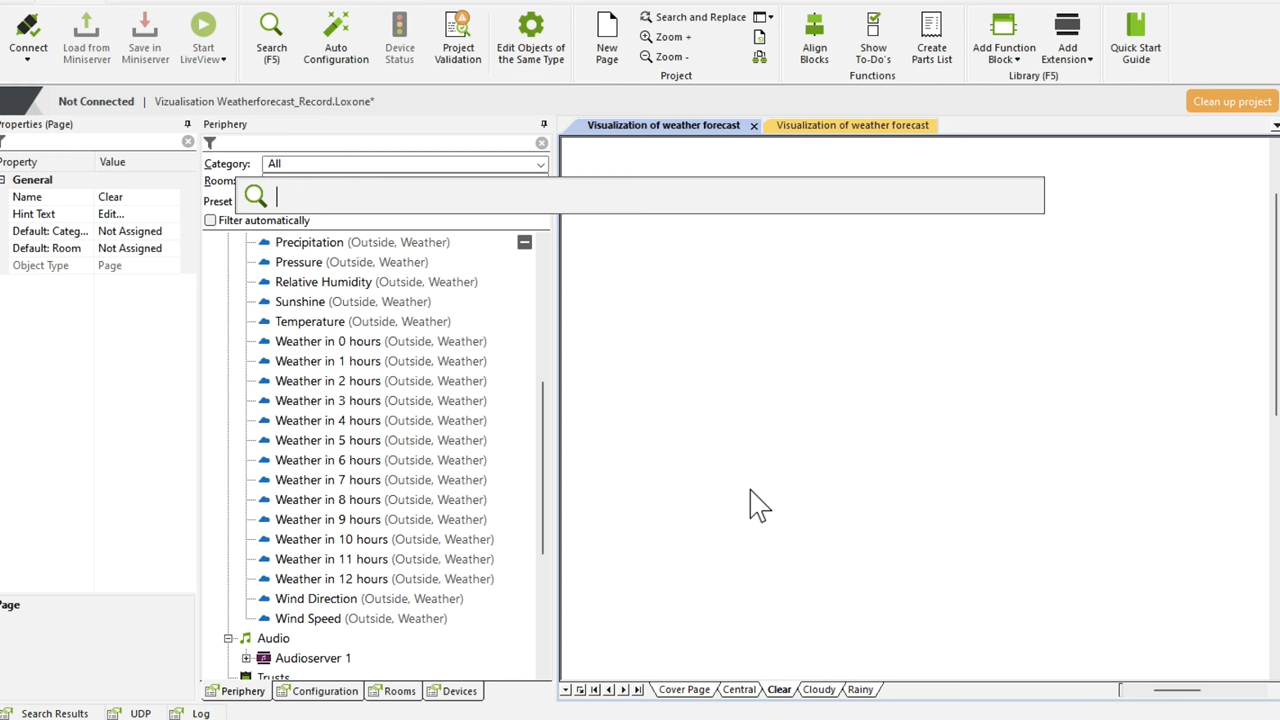 Connect
Load from Miniserver
Save in Miniserver
Start LiveView
Search (F5)
Auto Configuration
Device Status
Project Validation
Edit Objects of the Same Type
New Page
Search and Replace
Zoom +
Zoom -
Project
Align Blocks
Show To-Do's
Create Parts List
Functions
Add Function Block
Add Extension
Library (F5)
Quick Start Guide
Not Connected | Vizualisation Weatherforecast_Record.Loxone*
Clean up project
Properties (Page)
Property Value
General
Name Clear
Hint Text Edit...
Default: Categ... Not Assigned
Default: Room Not Assigned
Object Type Page
Page
Periphery
Category: All
Room:
Preset
Filter automatically
Precipitation (Outside, Weather)
Pressure (Outside, Weather)
Relative Humidity (Outside, Weather)
Sunshine (Outside, Weather)
Temperature (Outside, Weather)
Weather in 0 hours (Outside, Weather)
Weather in 1 hours (Outside, Weather)
Weather in 2 hours (Outside, Weather)
Weather in 3 hours (Outside, Weather)
Weather in 4 hours (Outside, Weather)
Weather in 5 hours (Outside, Weather)
Weather in 6 hours (Outside, Weather)
Weather in 7 hours (Outside, Weather)
Weather in 8 hours (Outside, Weather)
Weather in 9 hours (Outside, Weather)
Weather in 10 hours (Outside, Weather)
Weather in 11 hours (Outside, Weather)
Weather in 12 hours (Outside, Weather)
Wind Direction (Outside, Weather)
Wind Speed (Outside, Weather)
Audio
Audioserver 1
Trusts
Periphery Configuration Rooms Devices
Visualization of weather forecast
Visualization of weather forecast
Cover Page Central Clear Cloudy Rainy
Search Results UDP Log